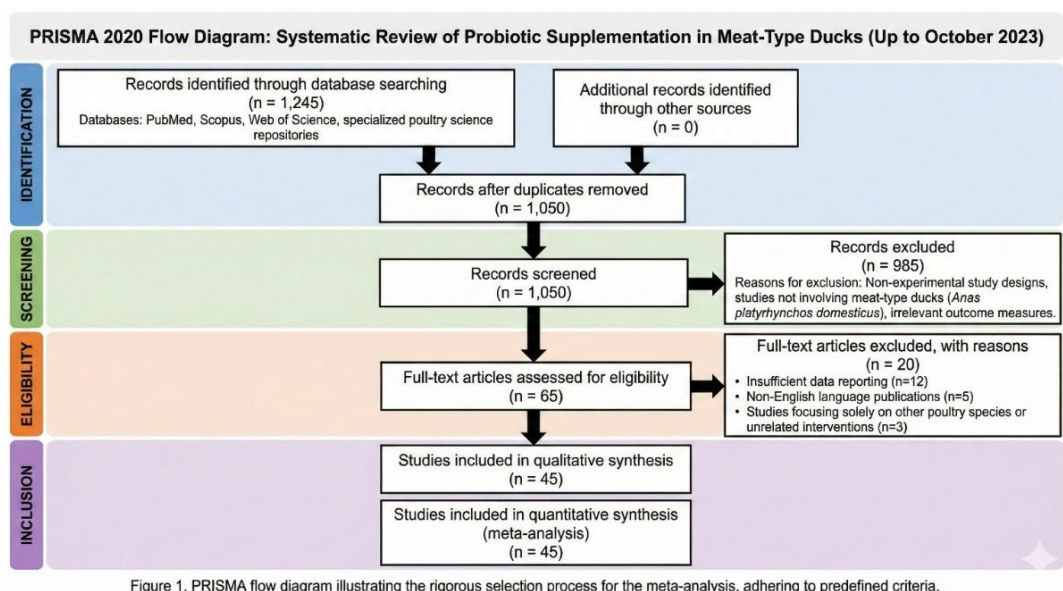 PRISMA 2020 Flow Diagram: Systematic Review of Probiotic Supplementation in Meat-Type Ducks (Up to October 2023)
IDENTIFICATION
Records identified through database searching
(n = 1,245)
Databases: PubMed, Scopus, Web of Science, specialized poultry science
repositories
Additional records identified
through other sources
(n = 0)
Records after duplicates removed
(n = 1,050)
SCREENING
Records screened
(n = 1,050)
Records excluded
(n = 985)
Reasons for exclusion: Non-experimental study designs,
studies not involving meat-type ducks (Anas
platyrhynchos domesticus), irrelevant outcome measures.
ELIGIBILITY
Full-text articles assessed for eligibility
(n = 65)
Full-text articles excluded, with reasons
(n = 20)
• Insufficient data reporting (n=12)
• Non-English language publications (n=5)
• Studies focusing solely on other poultry species or
unrelated interventions (n=3)
INCLUSION
Studies included in qualitative synthesis
(n = 45)
Studies included in quantitative synthesis
(meta-analysis)
(n = 45)
Figure 1. PRISMA flow diagram illustrating the rigorous selection process for the meta-analysis, adhering to predefined criteria.